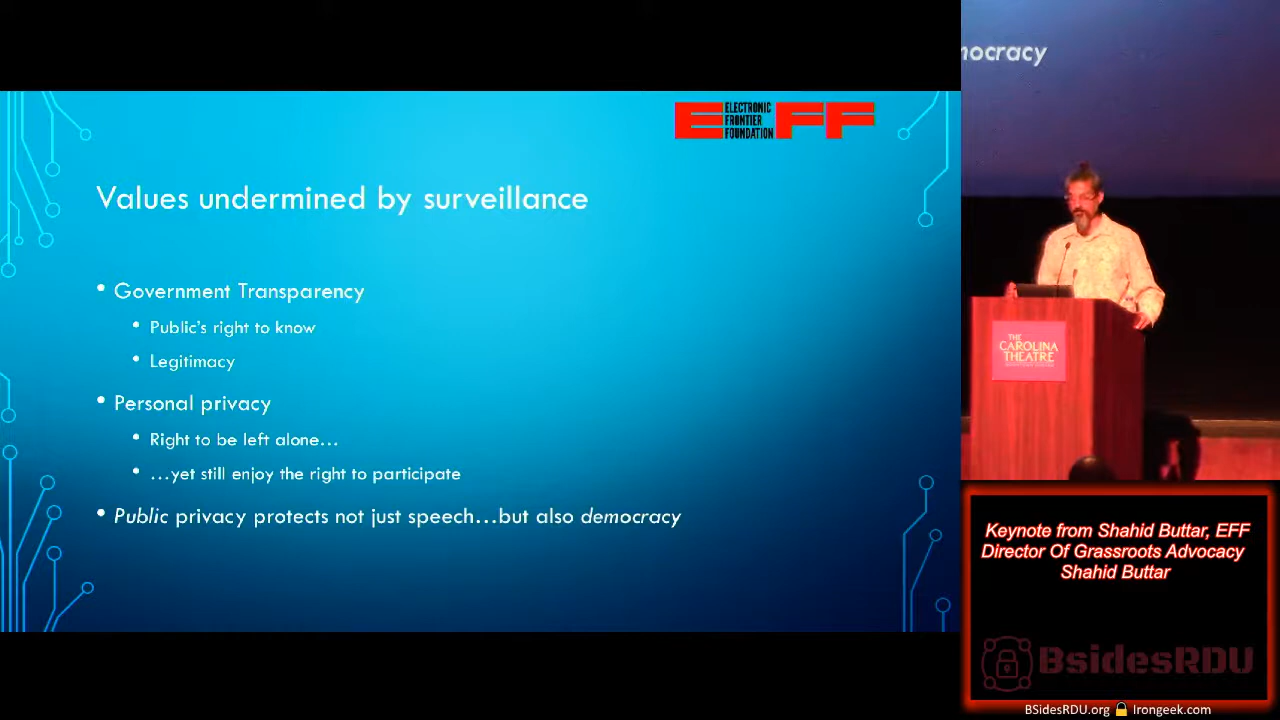 ELECTRONIC
FRONTIER
FOUNDATION
EFF
Values undermined by surveillance
• Government Transparency
• Public's right to know
• Legitimacy
• Personal privacy
• Right to be left alone…
• …yet still enjoy the right to participate
• Public privacy protects not just speech…but also democracy
mocracy
THE
CAROLINA
THEATRE
Keynote from Shahid Buttar, EFF
Director Of Grassroots Advocacy
Shahid Buttar
BsidesRDU
BSidesRDU.org Irongeek.com